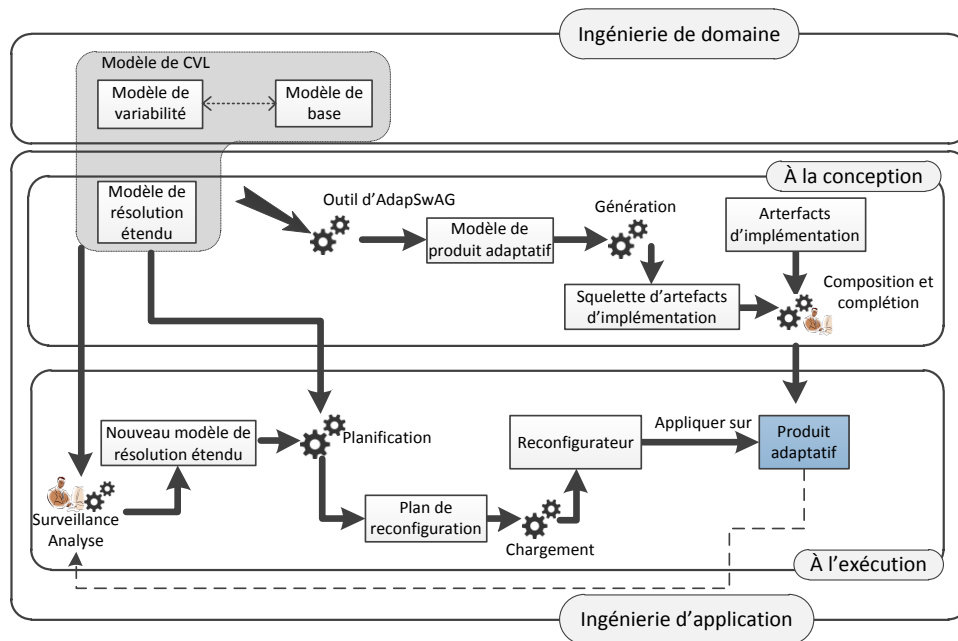 Ingénierie de domaine
Modèle de CVL
Modèle de
variabilité
Modèle de
base
À la conception
Modèle de
résolution
étendu
Outil d'AdapSwAG
Modèle de
produit adaptatif
Génération
Arterfacts
d'implémentation
Squelette d'artefacts
d'implémentation
Composition et
complétion
Nouveau modèle de
résolution étendu
Planification
Reconfigurateur
Appliquer sur
Produit
adaptatif
Surveillance
Analyse
Plan de
reconfiguration
Chargement
À l'exécution
Ingénierie d'application